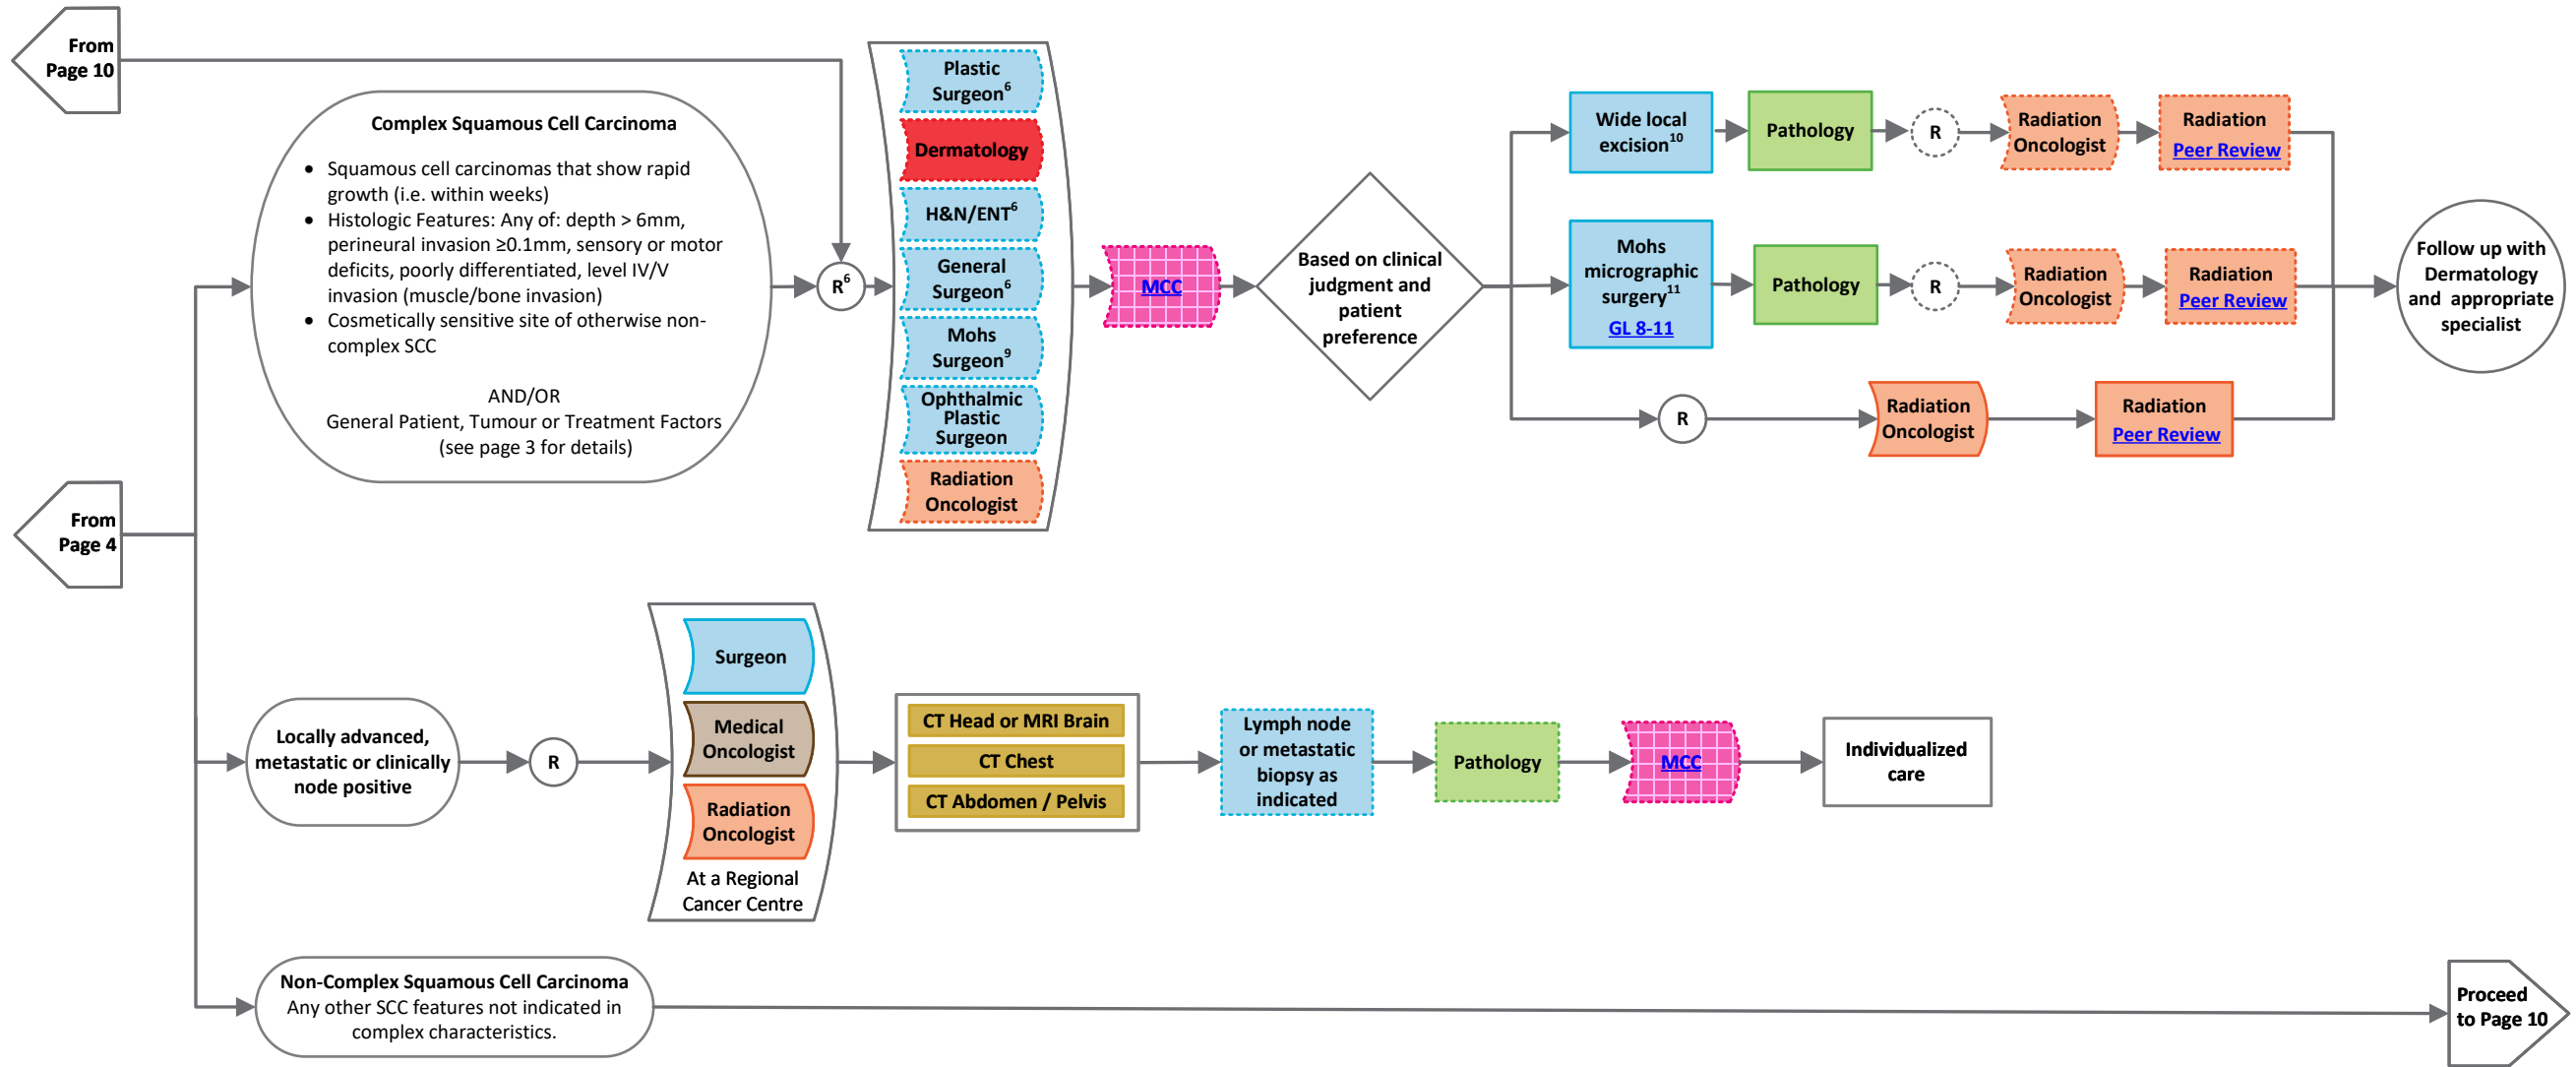 From
Page 10
Complex Squamous Cell Carcinoma
• Squamous cell carcinomas that show rapid
growth (i.e. within weeks)
• Histologic Features: Any of: depth > 6mm,
perineural invasion ≥0.1mm, sensory or motor
deficits, poorly differentiated, level IV/V
invasion (muscle/bone invasion)
• Cosmetically sensitive site of otherwise non-
complex SCC
AND/OR
General Patient, Tumour or Treatment Factors
(see page 3 for details)
R6
Plastic
Surgeon6
Dermatology
H&N/ENT6
General
Surgeon6
Mohs
Surgeon9
Ophthalmic
Plastic
Surgeon
Radiation
Oncologist
MCC
Based on clinical
judgment and
patient
preference
Wide local
excision10
Pathology
R
Radiation
Oncologist
Radiation
Peer Review
Mohs
micrographic
surgery11
GL 8-11
Pathology
R
Radiation
Oncologist
Radiation
Peer Review
R
Radiation
Oncologist
Radiation
Peer Review
Follow up with
Dermatology
and appropriate
specialist
From
Page 4
Locally advanced,
metastatic or clinically
node positive
R
Surgeon
Medical
Oncologist
Radiation
Oncologist
At a Regional
Cancer Centre
CT Head or MRI Brain
CT Chest
CT Abdomen / Pelvis
Lymph node
or metastatic
biopsy as
indicated
Pathology
MCC
Individualized
care
Non-Complex Squamous Cell Carcinoma
Any other SCC features not indicated in
complex characteristics.
Proceed
to Page 10